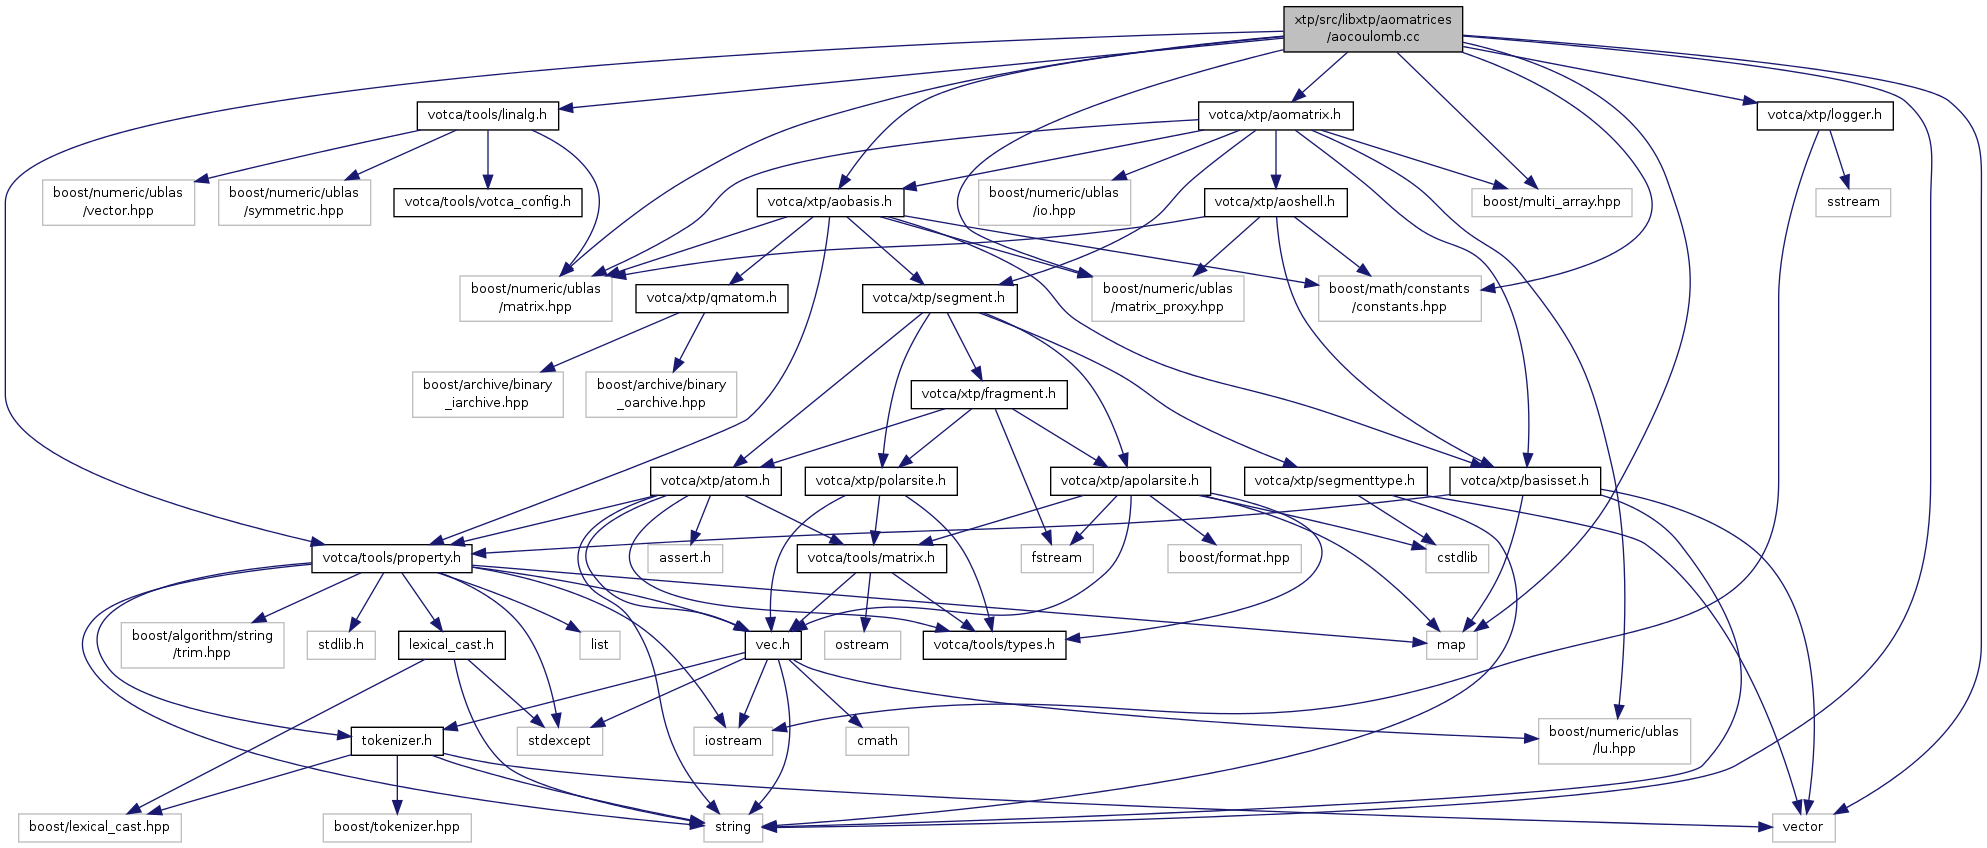 xtp/src/libxtp/aomatrices
/aocoulomb.cc
votca/tools/linalg.h
votca/xtp/aomatrix.h
votca/xtp/logger.h
boost/numeric/ublas
/vector.hpp
boost/numeric/ublas
/symmetric.hpp
votca/tools/votca_config.h
votca/xtp/aobasis.h
boost/numeric/ublas
/io.hpp
votca/xtp/aoshell.h
boost/multi_array.hpp
sstream
boost/numeric/ublas
/matrix.hpp
votca/xtp/qmatom.h
votca/xtp/segment.h
boost/numeric/ublas
/matrix_proxy.hpp
boost/math/constants
/constants.hpp
boost/archive/binary
_iarchive.hpp
boost/archive/binary
_oarchive.hpp
votca/xtp/fragment.h
votca/xtp/atom.h
votca/xtp/polarsite.h
votca/xtp/apolarsite.h
votca/xtp/segmenttype.h
votca/xtp/basisset.h
votca/tools/property.h
assert.h
votca/tools/matrix.h
fstream
boost/format.hpp
cstdlib
boost/algorithm/string
/trim.hpp
stdlib.h
lexical_cast.h
list
vec.h
ostream
votca/tools/types.h
map
tokenizer.h
stdexcept
iostream
cmath
boost/numeric/ublas
/lu.hpp
boost/lexical_cast.hpp
boost/tokenizer.hpp
string
vector